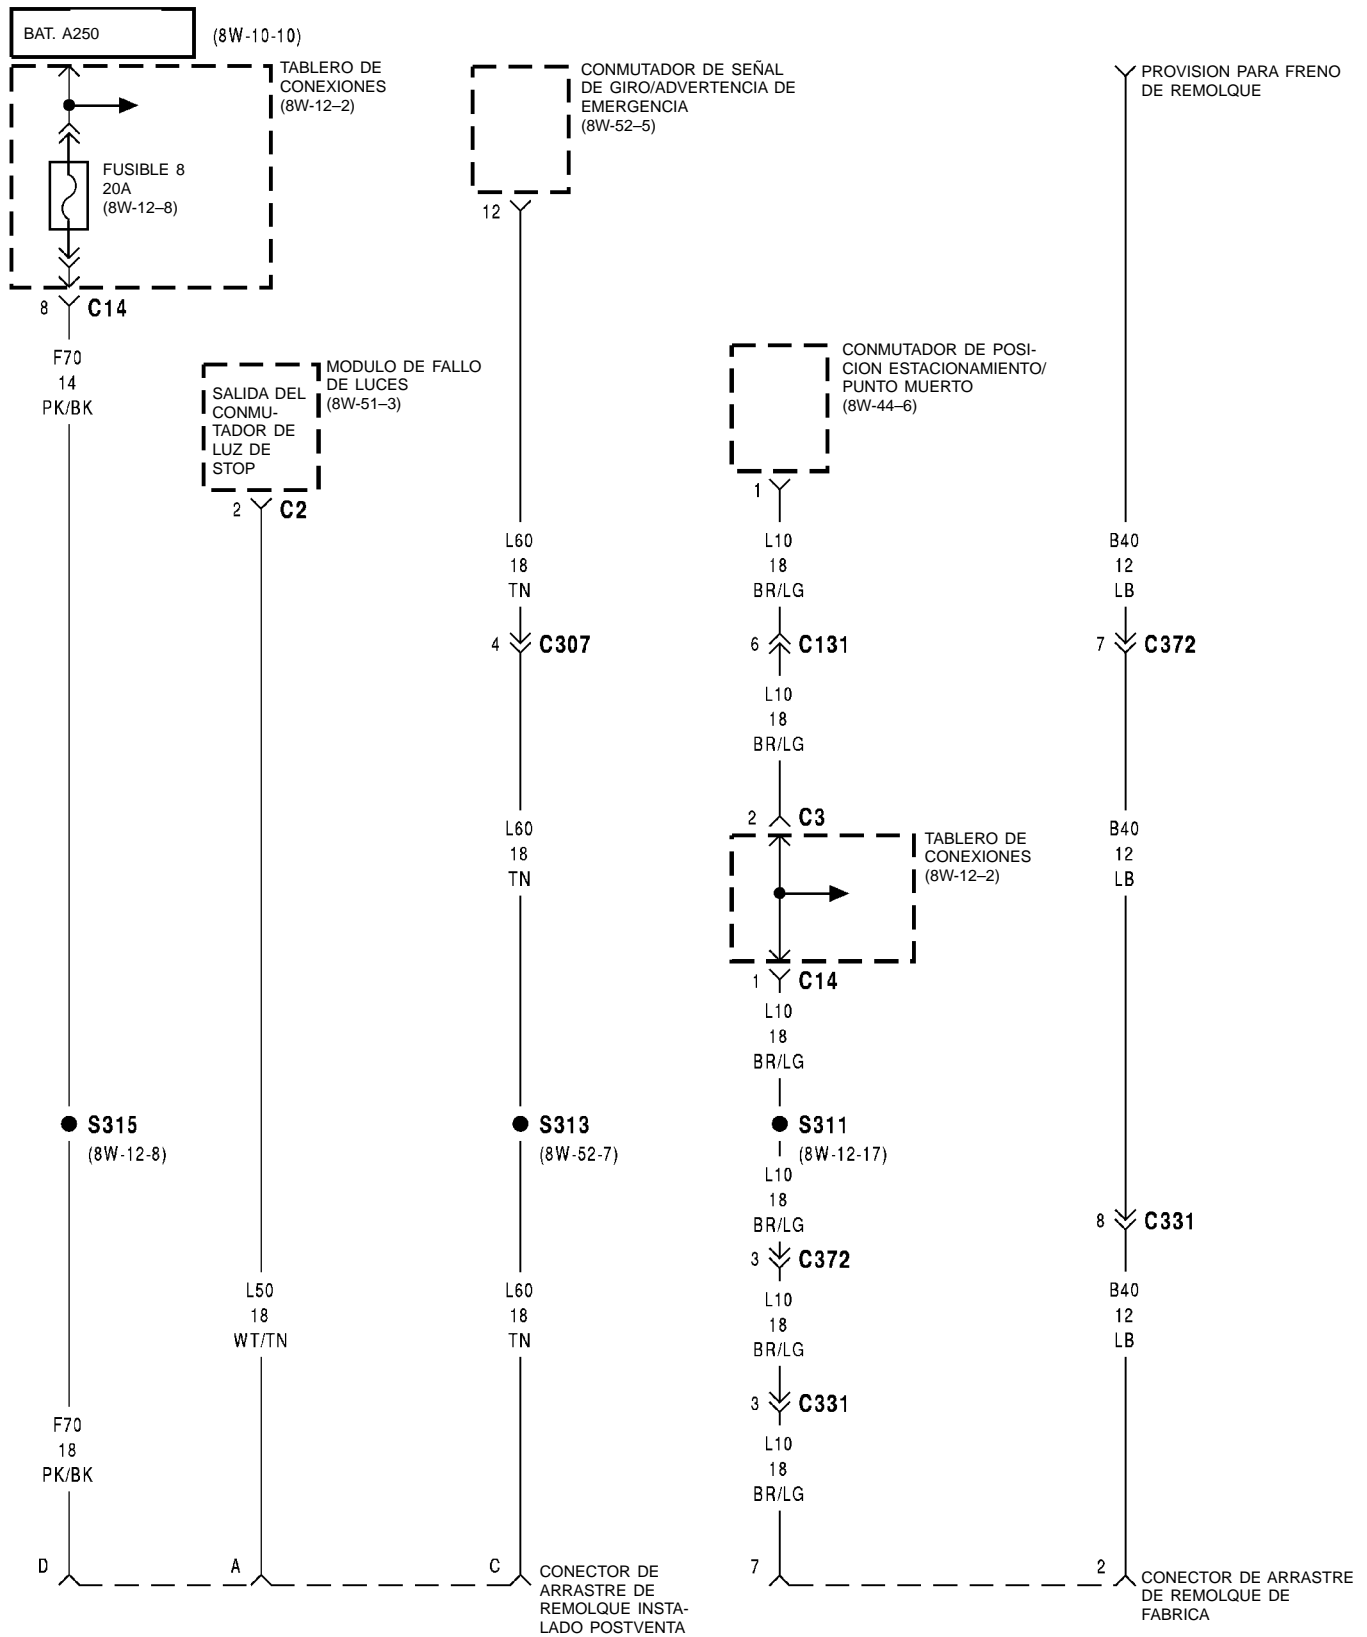 BAT. A250
(8W-10-10)
TABLERO DE
CONEXIONES
(8W-12–2)
FUSIBLE 8
20A
(8W-12–8)
8
C14
F70
14
PK/BK
S315
(8W-12-8)
F70
18
PK/BK
D
MODULO DE FALLO
DE LUCES
(8W-51–3)
SALIDA DEL
CONMU-
TADOR DE
LUZ DE
STOP
2
C2
L50
18
WT/TN
A
CONMUTADOR DE SEÑAL
DE GIRO/ADVERTENCIA DE
EMERGENCIA
(8W-52–5)
12
L60
18
TN
4
C307
L60
18
TN
S313
(8W-52-7)
L60
18
TN
C
CONECTOR DE
ARRASTRE DE
REMOLQUE INSTA-
LADO POSTVENTA
CONMUTADOR DE POSI-
CION ESTACIONAMIENTO/
PUNTO MUERTO
(8W-44–6)
1
L10
18
BR/LG
6
C131
L10
18
BR/LG
2
C3
TABLERO DE
CONEXIONES
(8W-12–2)
1
C14
L10
18
BR/LG
S311
(8W-12-17)
L10
18
BR/LG
3
C372
L10
18
BR/LG
3
C331
L10
18
BR/LG
7
PROVISION PARA FRENO
DE REMOLQUE
B40
12
LB
7
C372
B40
12
LB
8
C331
B40
12
LB
2
CONECTOR DE ARRASTRE
DE REMOLQUE DE
FABRICA